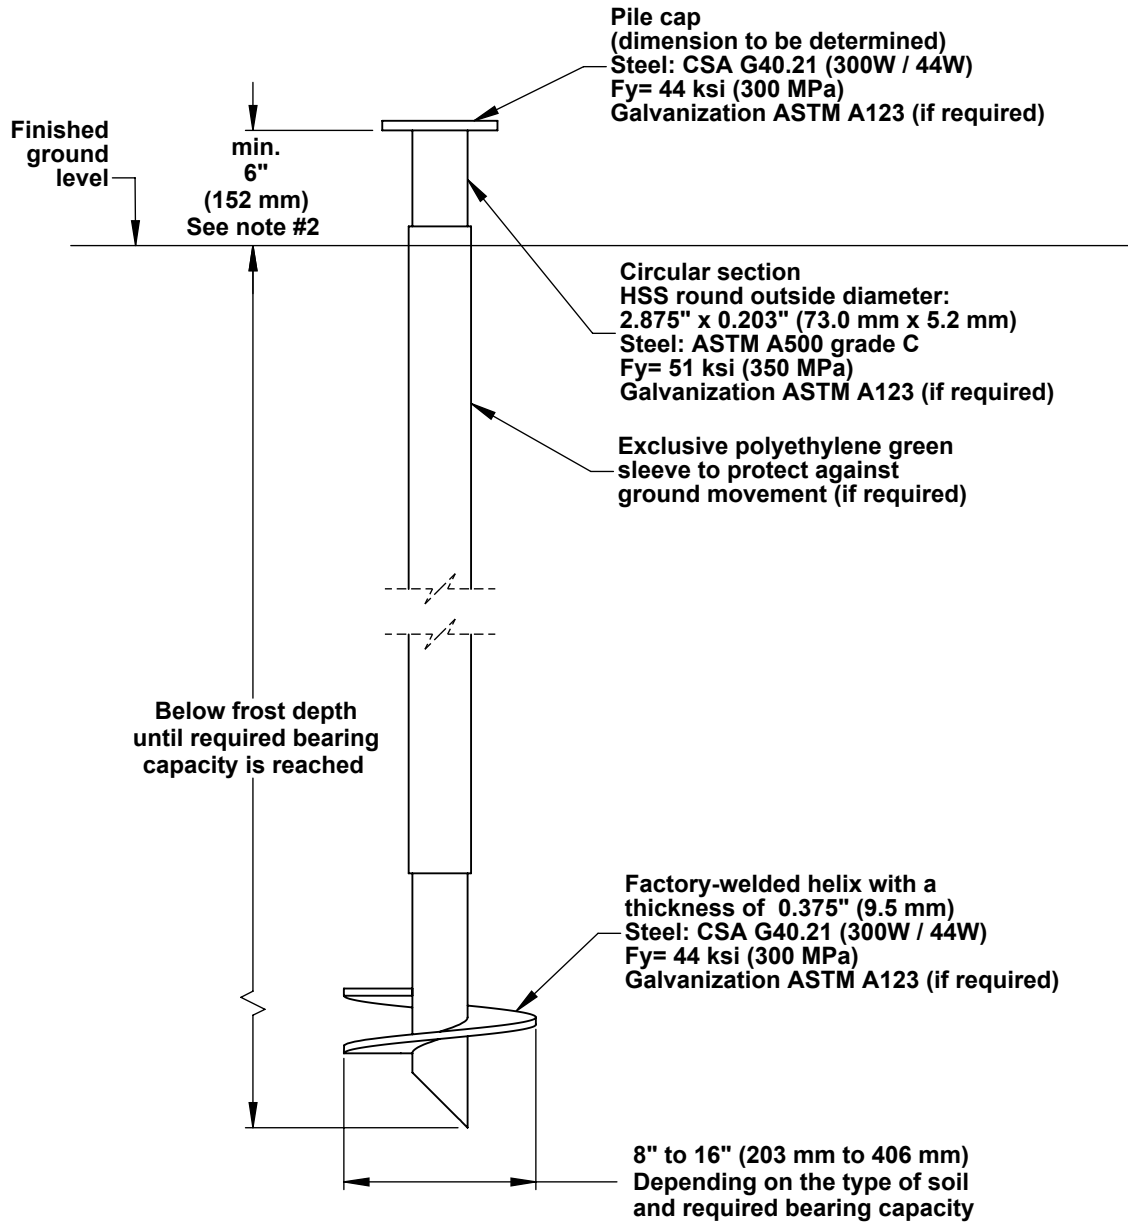 Pile cap
(dimension to be determined)
Steel: CSA G40.21 (300W / 44W)
Fy= 44 ksi (300 MPa)
Galvanization ASTM A123 (if required)
Finished
ground
level
min.
6"
(152 mm)
See note #2
Circular section
HSS round outside diameter:
2.875" x 0.203" (73.0 mm x 5.2 mm)
Steel: ASTM A500 grade C
Fy= 51 ksi (350 MPa)
Galvanization ASTM A123 (if required)
Exclusive polyethylene green
sleeve to protect against
ground movement (if required)
Below frost depth
until required bearing
capacity is reached
Factory-welded helix with a
thickness of 0.375" (9.5 mm)
Steel: CSA G40.21 (300W / 44W)
Fy= 44 ksi (300 MPa)
Galvanization ASTM A123 (if required)
8" to 16" (203 mm to 406 mm)
Depending on the type of soil
and required bearing capacity